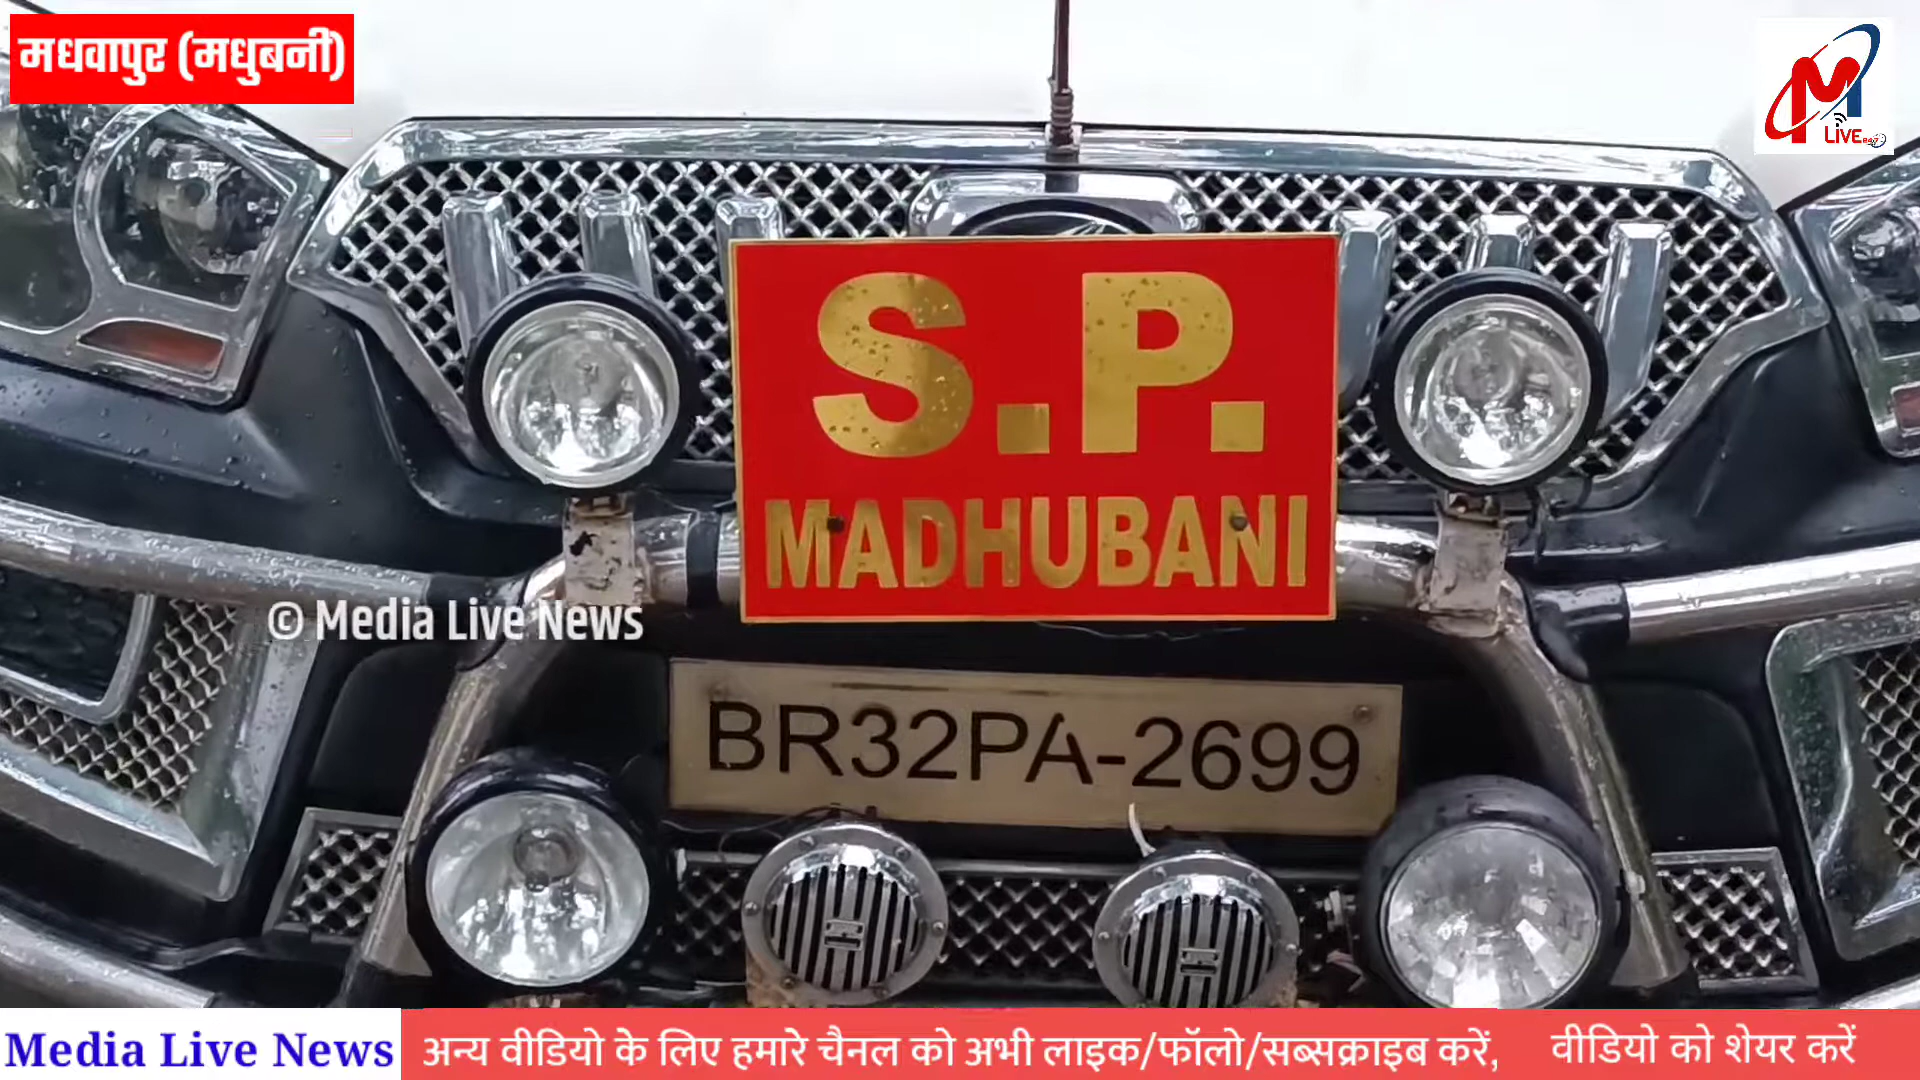 मधवापुर (मधुबनी)
M
LIVE
S.P.
MADHUBANI
© Media Live News
BR32PA-2699
Media Live News
अन्य वीडियो के लिए हमारे चैनल को अभी लाइक/फॉलो/सब्सक्राइब करें, वीडियो को शेयर करें